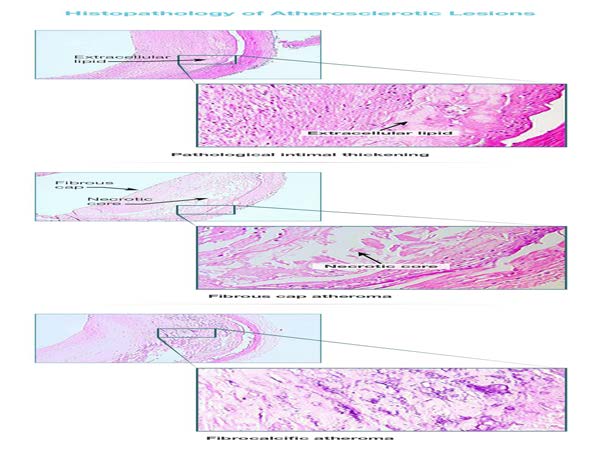 Histopathology of Atherosclerotic Lesions
Extracellular
lipid
Extracellular lipid
Pathological intimal thickening
Fibrous
cap
Necrotic
core
Necrotic core
Fibrous cap atheroma
Fibrocalcific atheroma